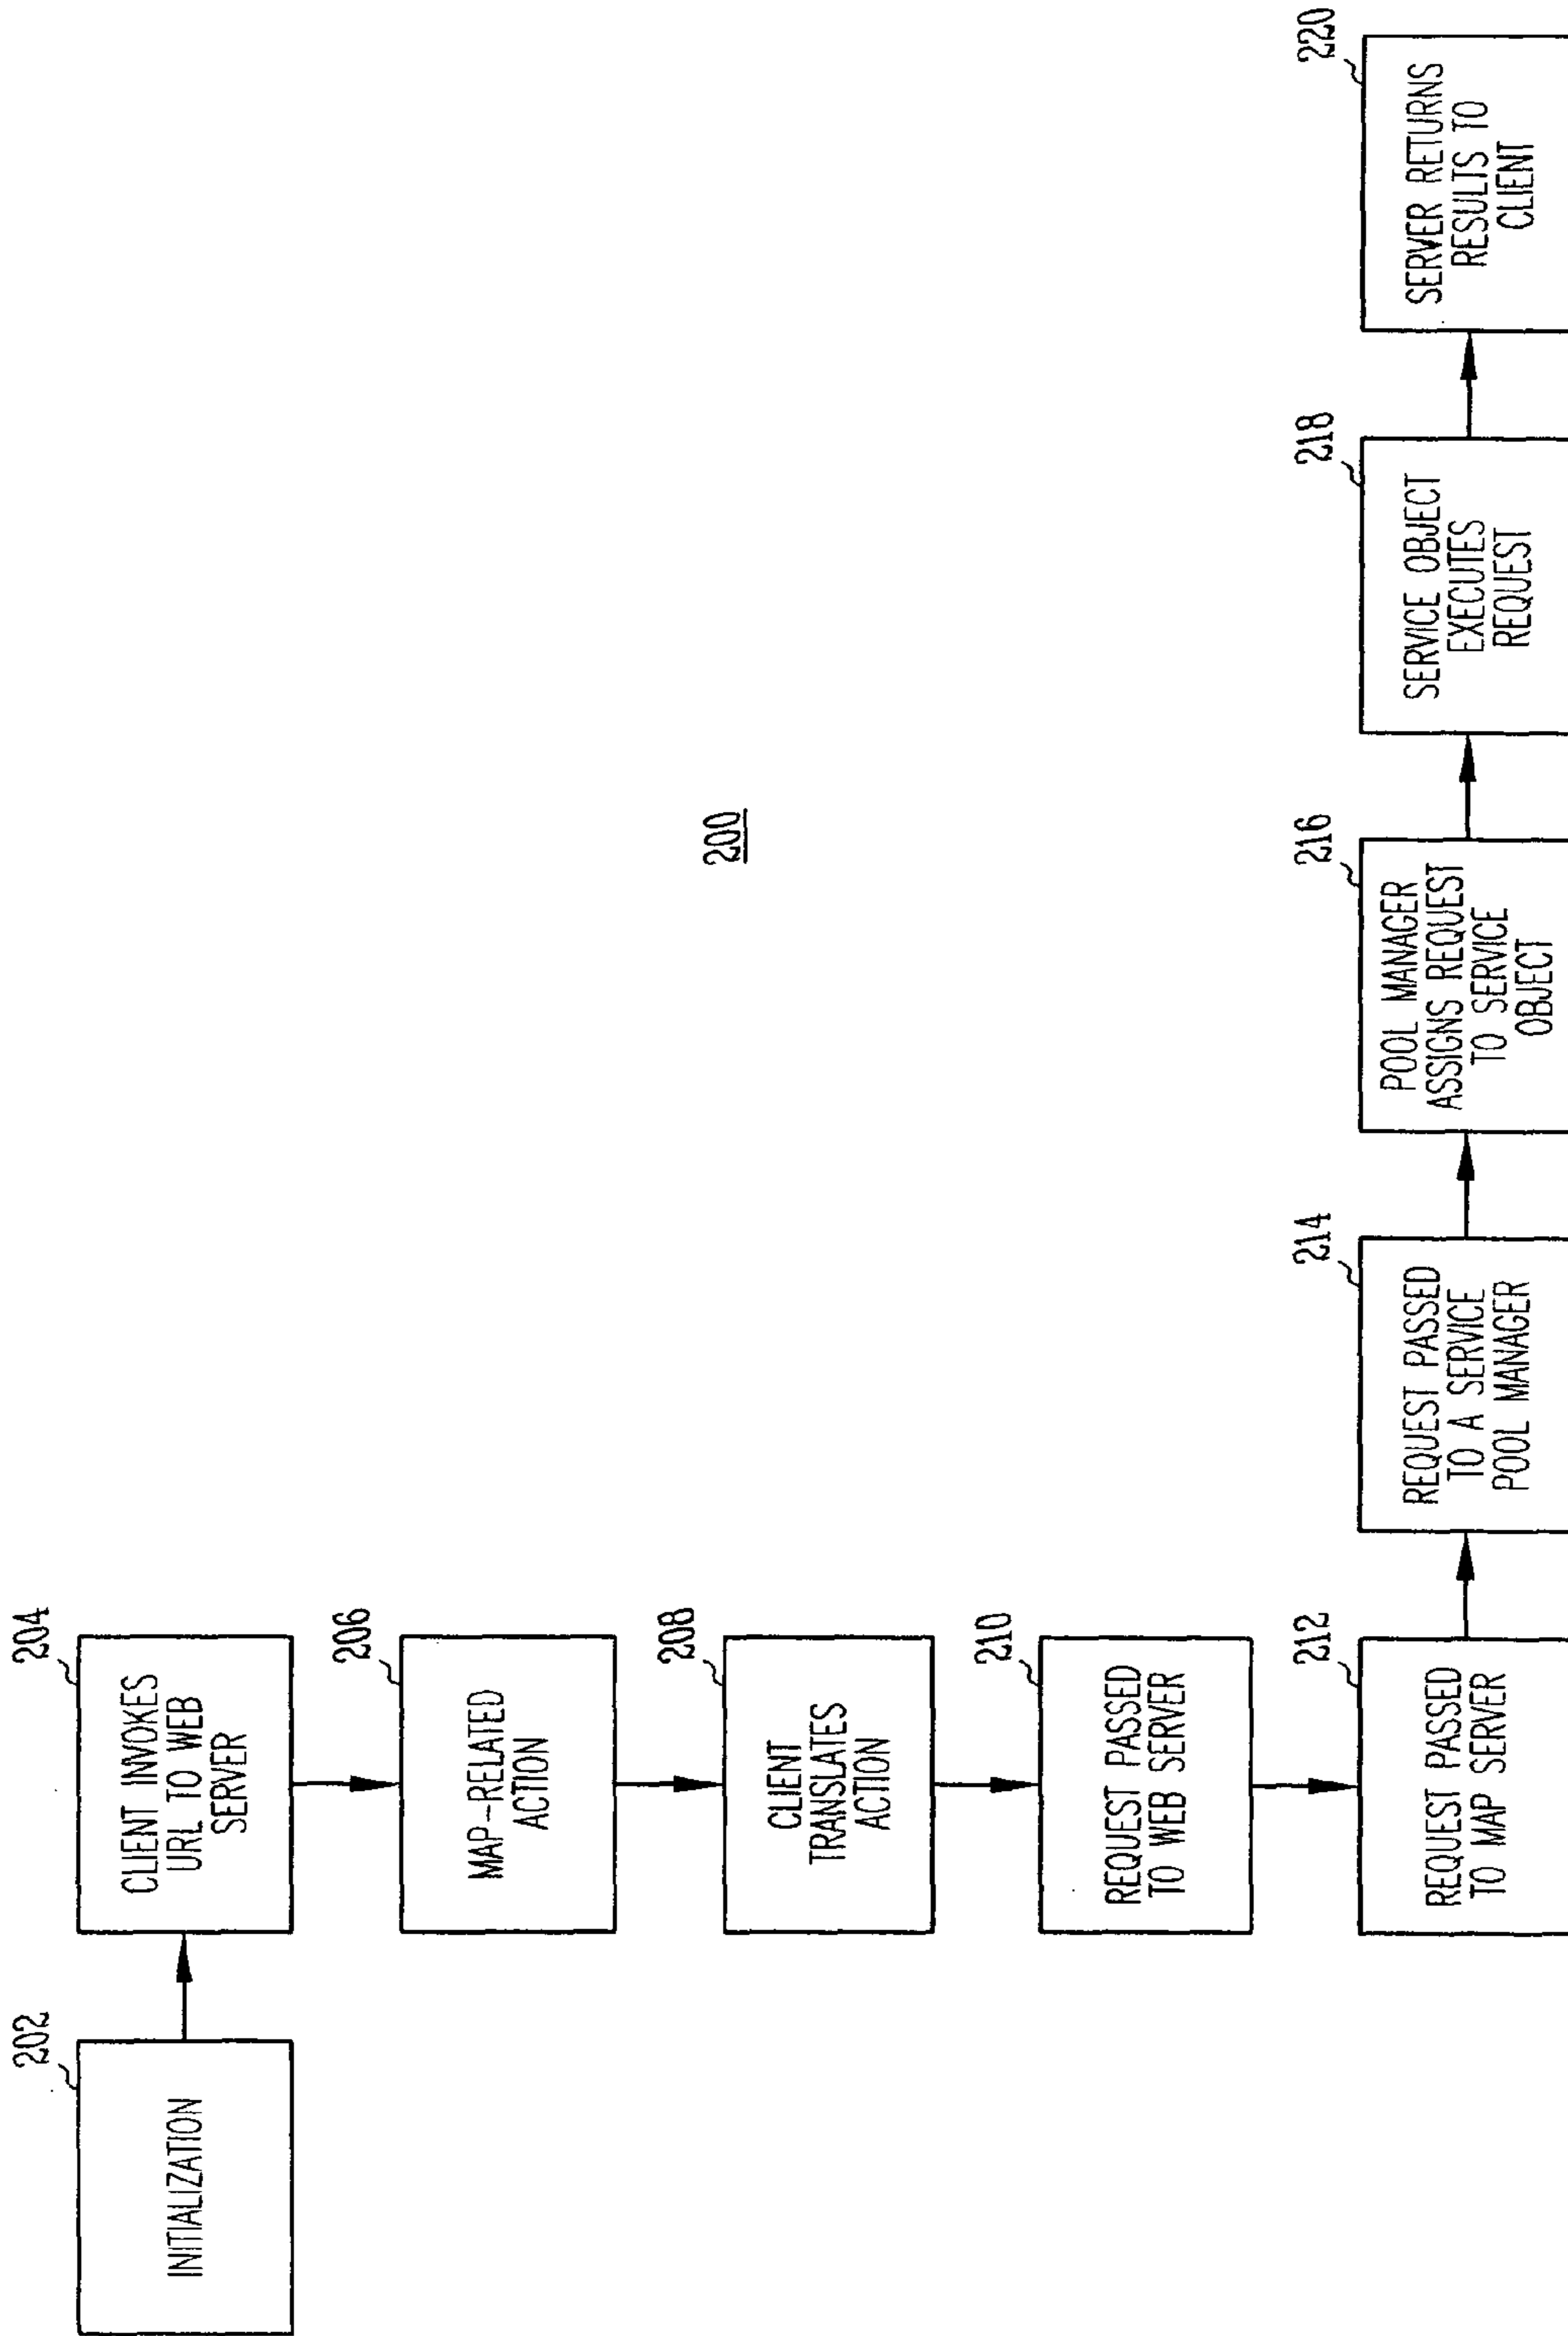 200
202
INITIALIZATION
204
CLIENT INVOKES
URL TO WEB
SERVER
206
MAP-RELATED
ACTION
208
CLIENT
TRANSLATES
ACTION
210
REQUEST PASSED
TO WEB SERVER
212
REQUEST PASSED
TO MAP SERVER
214
REQUEST PASSED
TO A SERVICE
POOL MANAGER
216
POOL MANAGER
ASSIGNS REQUEST
TO SERVICE
OBJECT
218
SERVICE OBJECT
EXECUTES
REQUEST
220
SERVER RETURNS
RESULTS TO
CLIENT